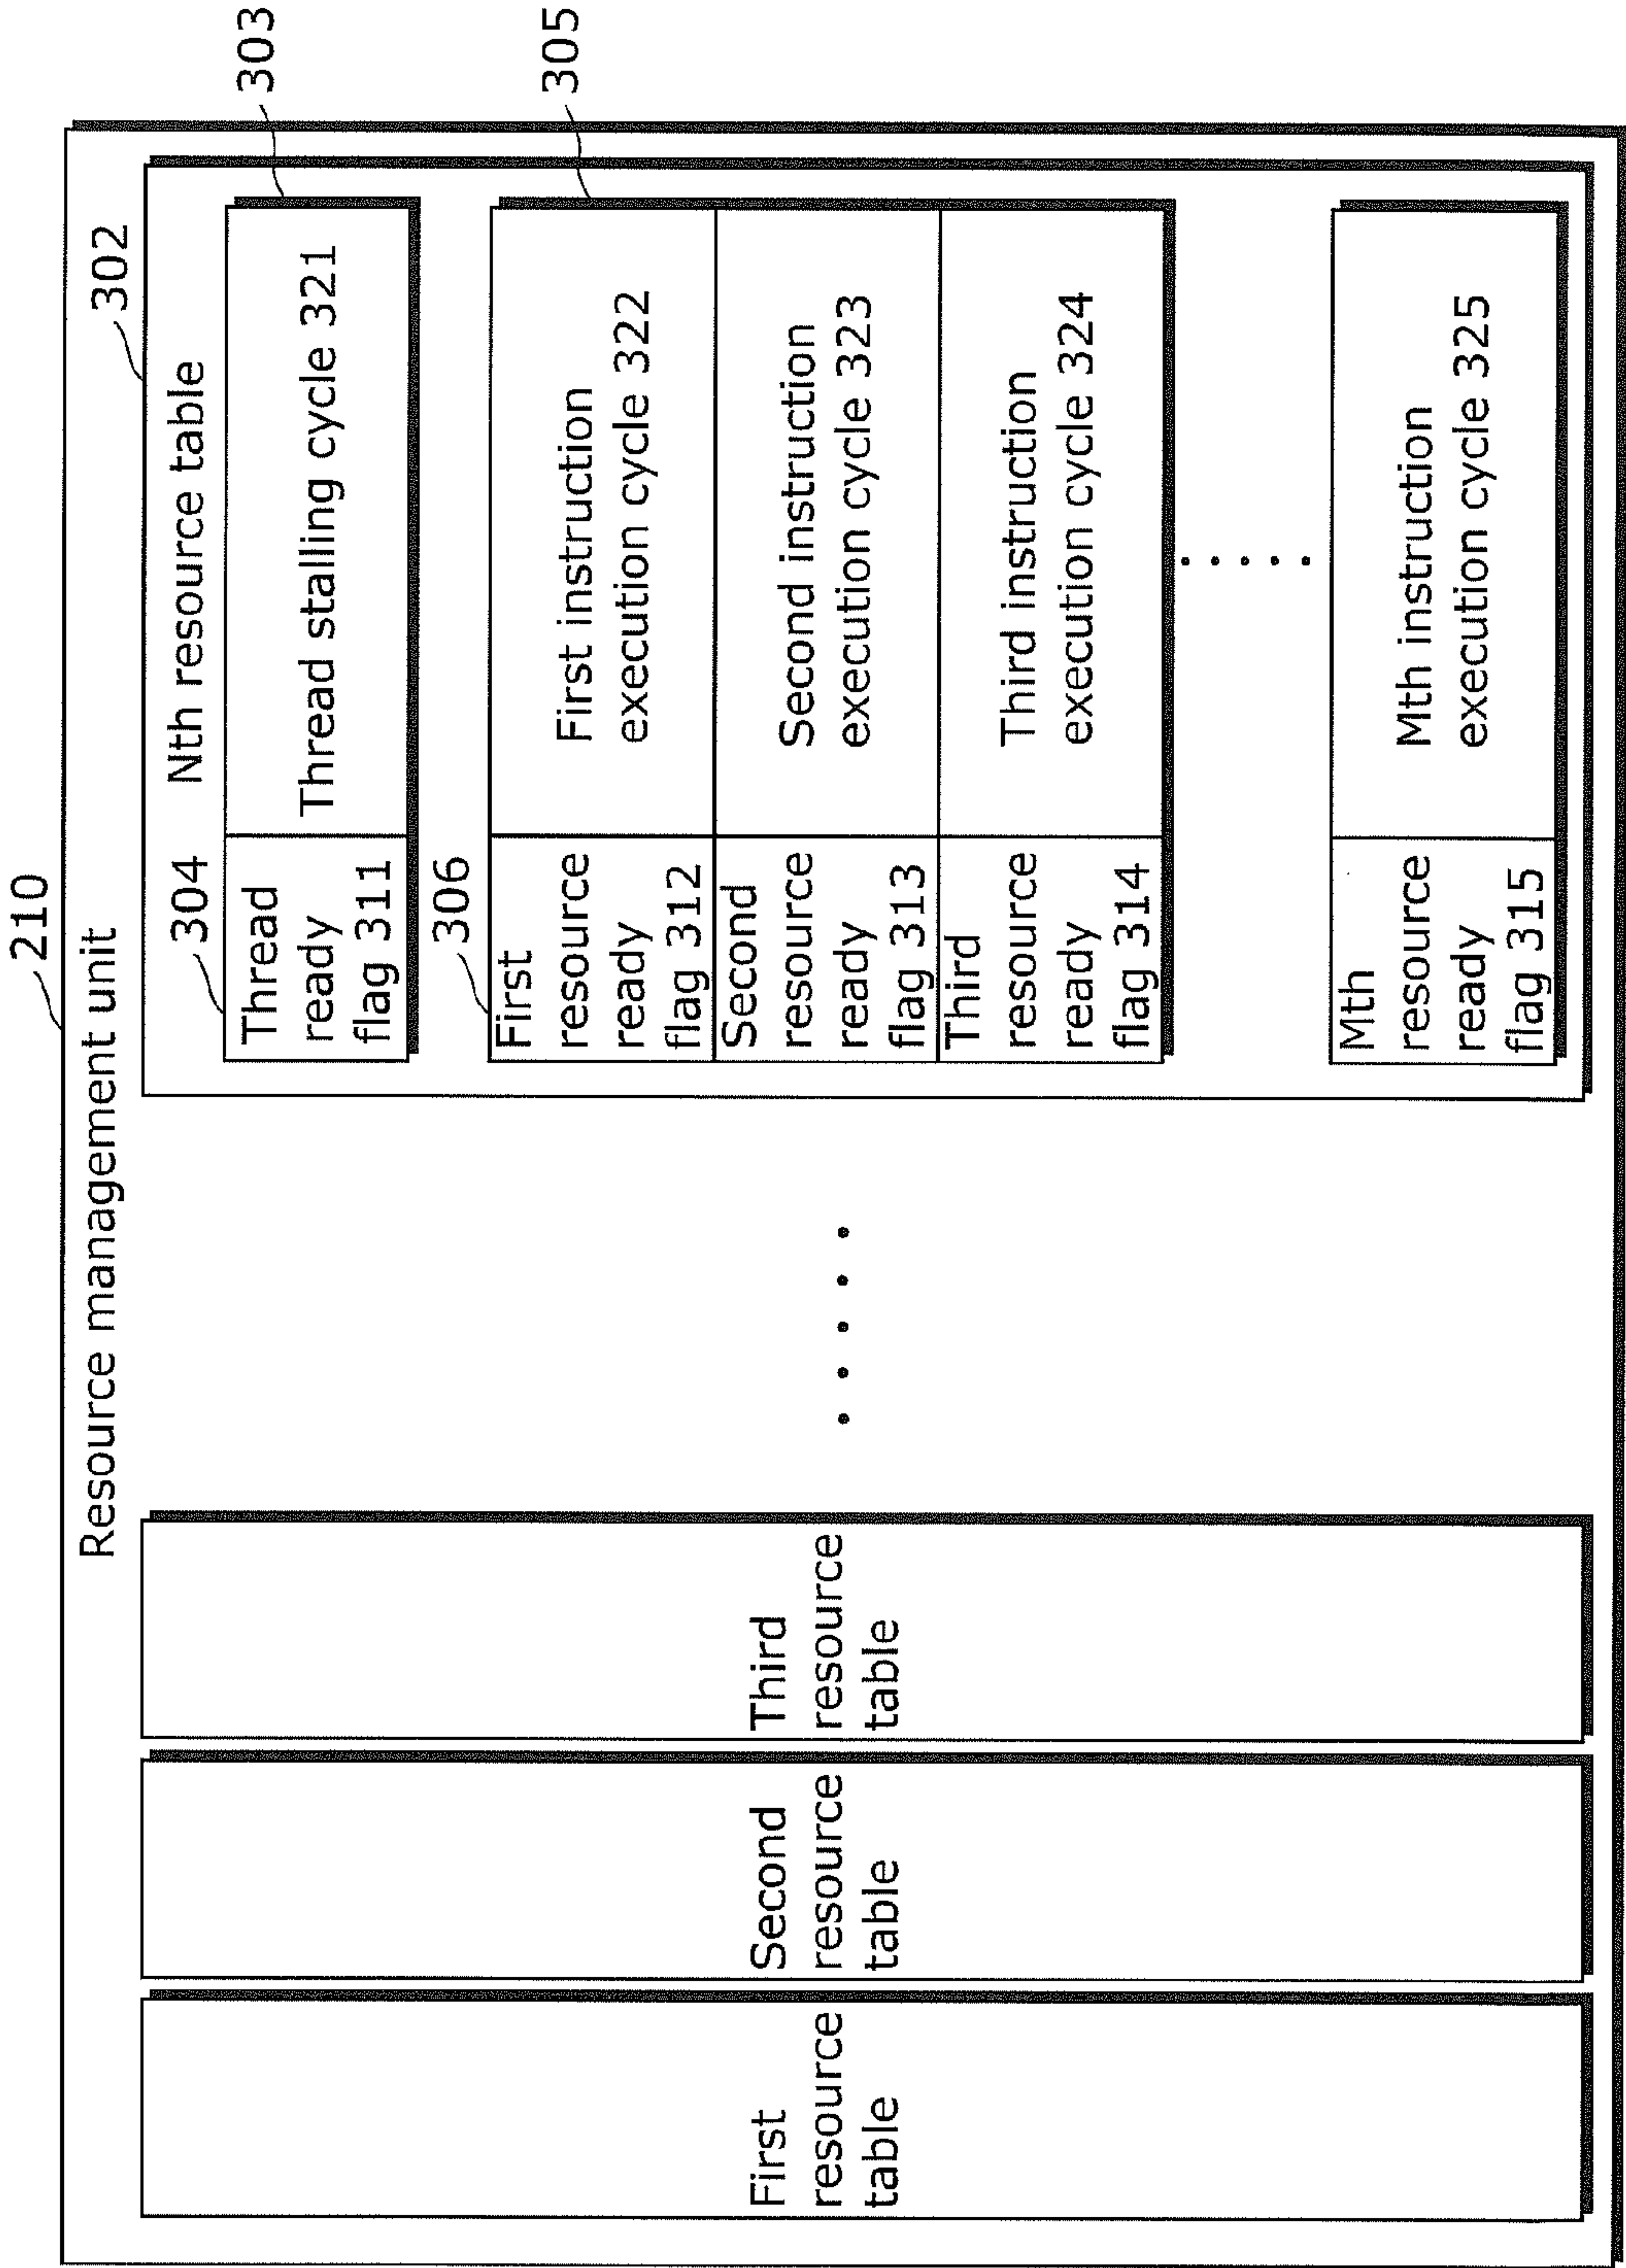 210
Resource management unit
First
resource
table
Second
resource
table
Third
resource
table
302
Nth resource table
304
303
Thread
ready
flag 311
Thread stalling cycle 321
306
305
First
resource
ready
flag 312
First instruction
execution cycle 322
Second
resource
ready
flag 313
Second instruction
execution cycle 323
Third
resource
ready
flag 314
Third instruction
execution cycle 324
Mth
resource
ready
flag 315
Mth instruction
execution cycle 325